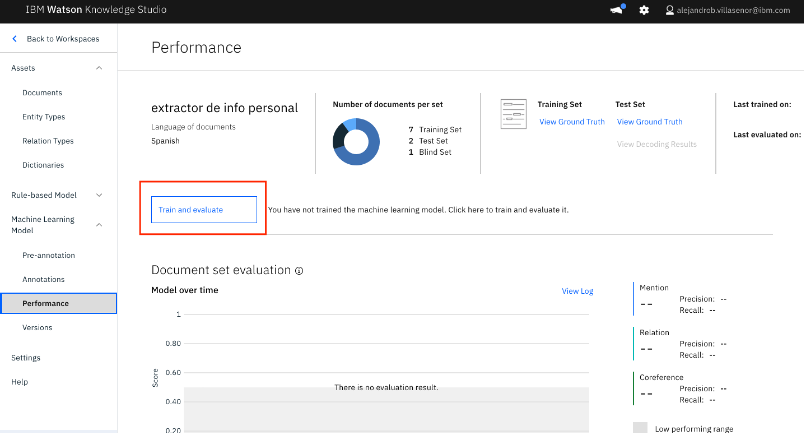 IBM Watson Knowledge Studio
alejandrob.villasenor@ibm.com
Back to Workspaces
Assets
Documents
Entity Types
Relation Types
Dictionaries
Rule-based Model
Machine Learning
Model
Pre-annotation
Annotations
Performance
Versions
Settings
Help
Performance
extractor de info personal
Language of documents
Spanish
Number of documents per set
7 Training Set
2 Test Set
1 Blind Set
Training Set
View Ground Truth
Test Set
View Ground Truth
View Decoding Results
Last trained on:
Last evaluated on:
Train and evaluate
You have not trained the machine learning model. Click here to train and evaluate it.
Document set evaluation
Model over time
View Log
1
0.80
0.60
0.40
0.20
Score
There is no evaluation result.
Mention
--
Precision: --
Recall: --
Relation
--
Precision: --
Recall: --
Coreference
--
Precision: --
Recall: --
Low performing range